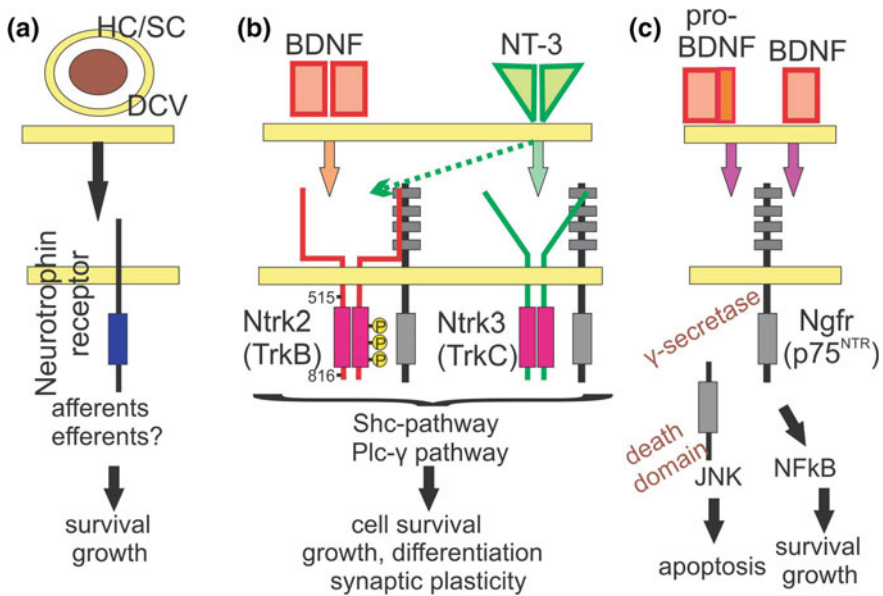 (a)
HC/SC
DCV
Neurotrophin
receptor
afferents
efferents?
survival
growth
(b)
BDNF
NT-3
515
816
Ntrk2
(TrkB)
P
P
P
Ntrk3
(TrkC)
Shc-pathway
Plc-γ pathway
cell survival
growth, differentiation
synaptic plasticity
(c)
pro-
BDNF
BDNF
γ-secretase
Ngfr
(p75NTR)
death
domain
JNK
NFkB
apoptosis
survival
growth